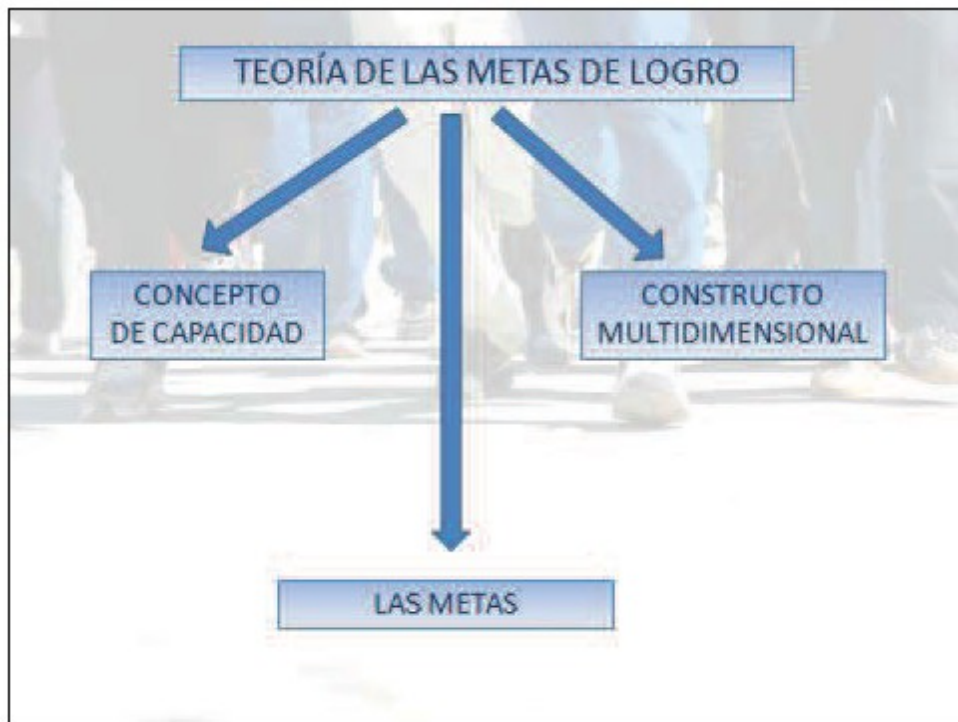 TEORÍA DE LAS METAS DE LOGRO
CONCEPTO
DE CAPACIDAD
CONSTRUCTO
MULTIDIMENSIONAL
LAS METAS